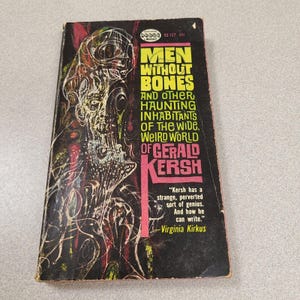 MEN
WITHOUT
BONES
AND OTHER
HAUNTING
INHABITANTS
OF THE WIDE,
WEIRD WORLD
OF GERALD
KERSH
"Kersh has a
strange, perverted
sort of genius.
And how he
can write."
—Virginia Kirkus